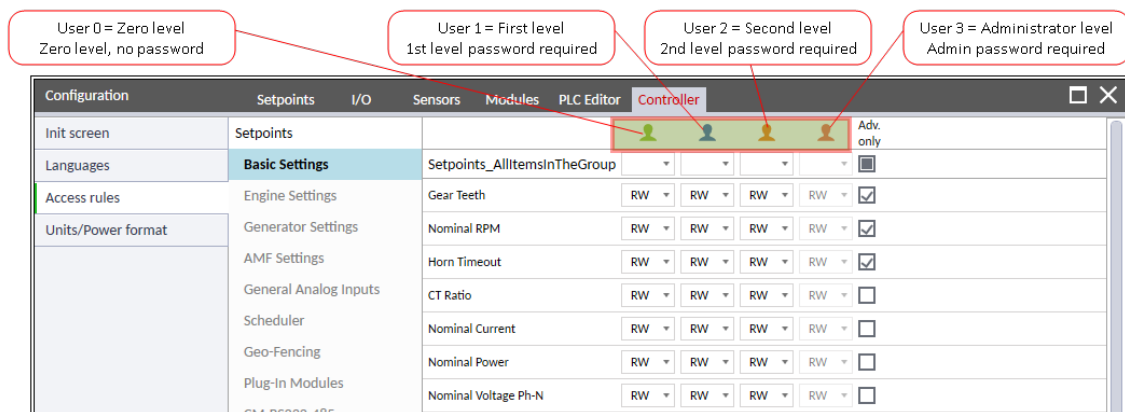 User 0 = Zero level
Zero level, no password
User 1 = First level
1st level password required
User 2 = Second level
2nd level password required
User 3 = Administrator level
Admin password required
Configuration
Setpoints I/O Sensors Modules PLC Editor Controller
Init screen
Languages
Access rules
Units/Power format
Setpoints
Basic Settings
Engine Settings
Generator Settings
AMF Settings
General Analog Inputs
Scheduler
Geo-Fencing
Plug-In Modules
Adv.
only
Setpoints_AllItemsInTheGroup
Gear Teeth RW RW RW RW
Nominal RPM RW RW RW RW
Horn Timeout RW RW RW RW
CT Ratio RW RW RW RW
Nominal Current RW RW RW RW
Nominal Power RW RW RW RW
Nominal Voltage Ph-N RW RW RW RW